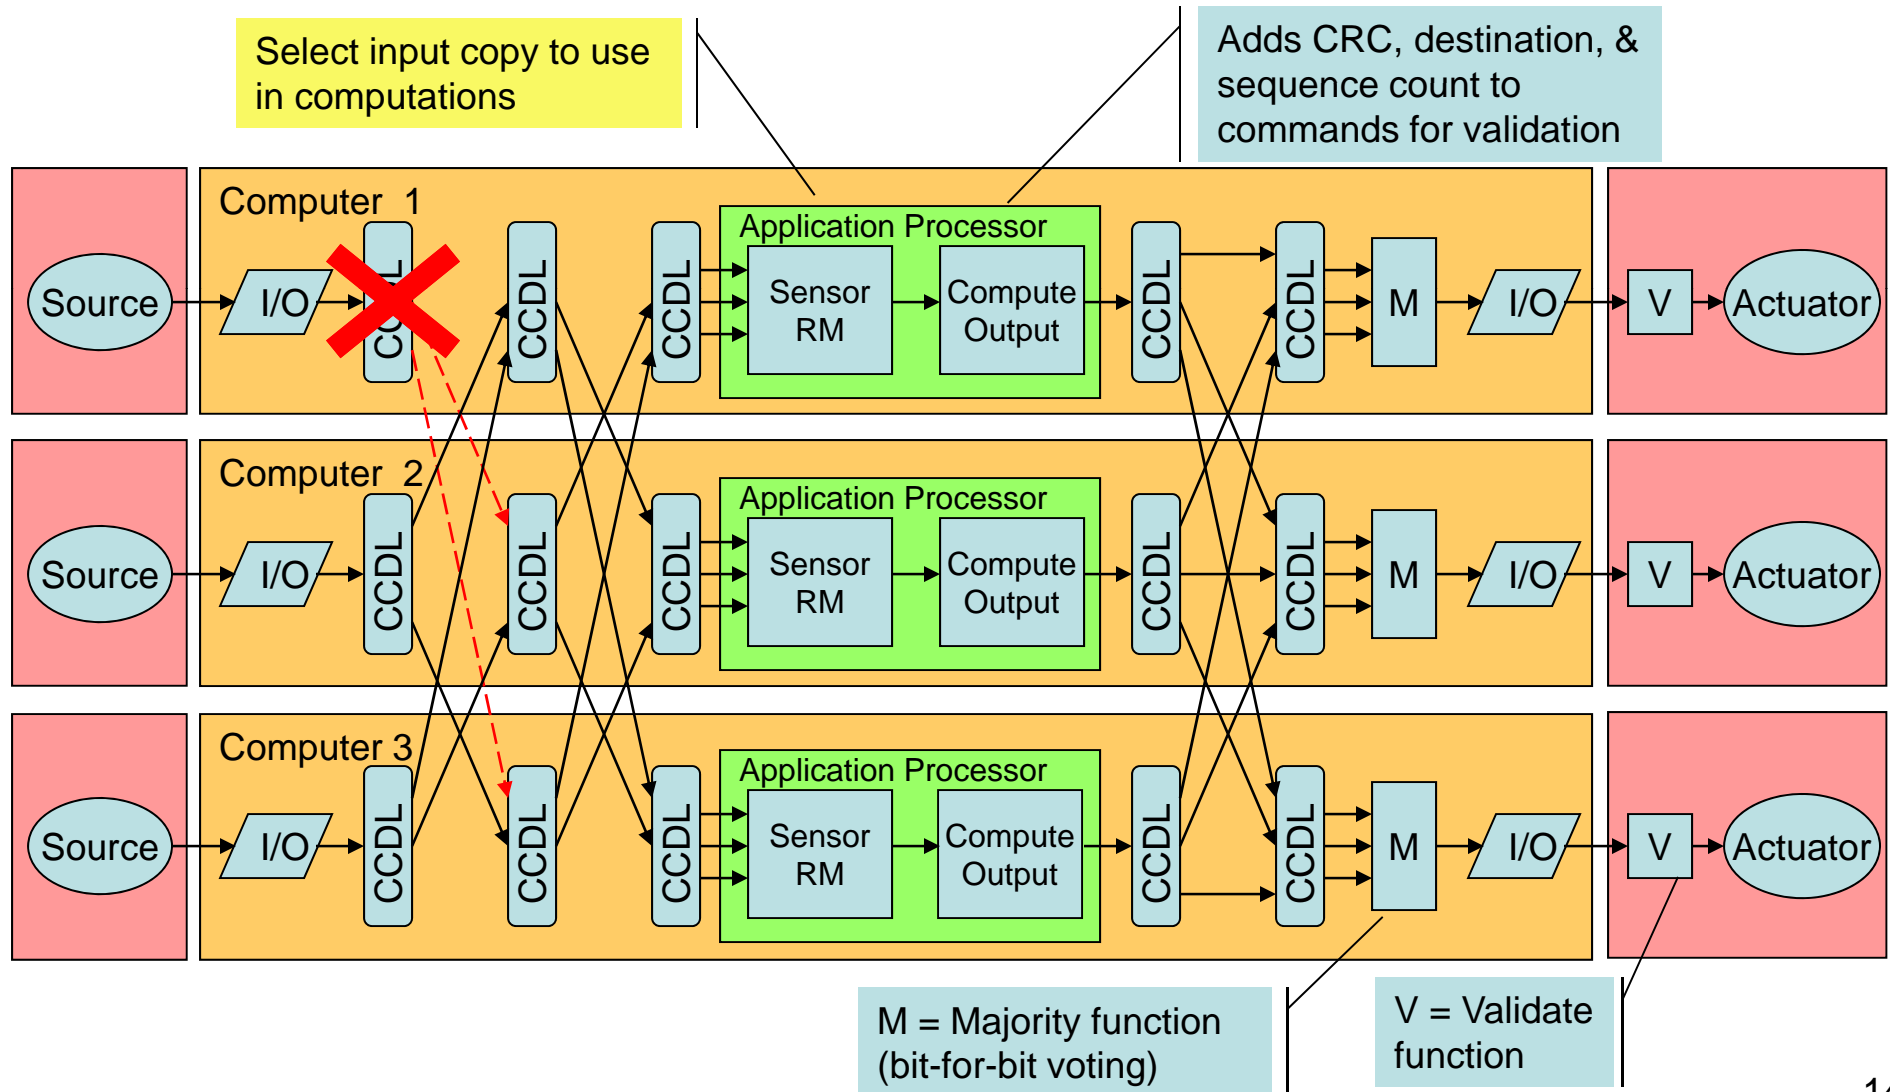 Select input copy to use
in computations
Adds CRC, destination, &
sequence count to
commands for validation
Computer 1
Application Processor
Source
I/O
CCDL
CCDL
CCDL
Sensor
RM
Compute
Output
CCDL
CCDL
M
I/O
V
Actuator
Computer 2
Application Processor
Source
I/O
CCDL
CCDL
CCDL
Sensor
RM
Compute
Output
CCDL
CCDL
M
I/O
V
Actuator
Computer 3
Application Processor
Source
I/O
CCDL
CCDL
CCDL
Sensor
RM
Compute
Output
CCDL
CCDL
M
I/O
V
Actuator
M = Majority function
(bit-for-bit voting)
V = Validate
function